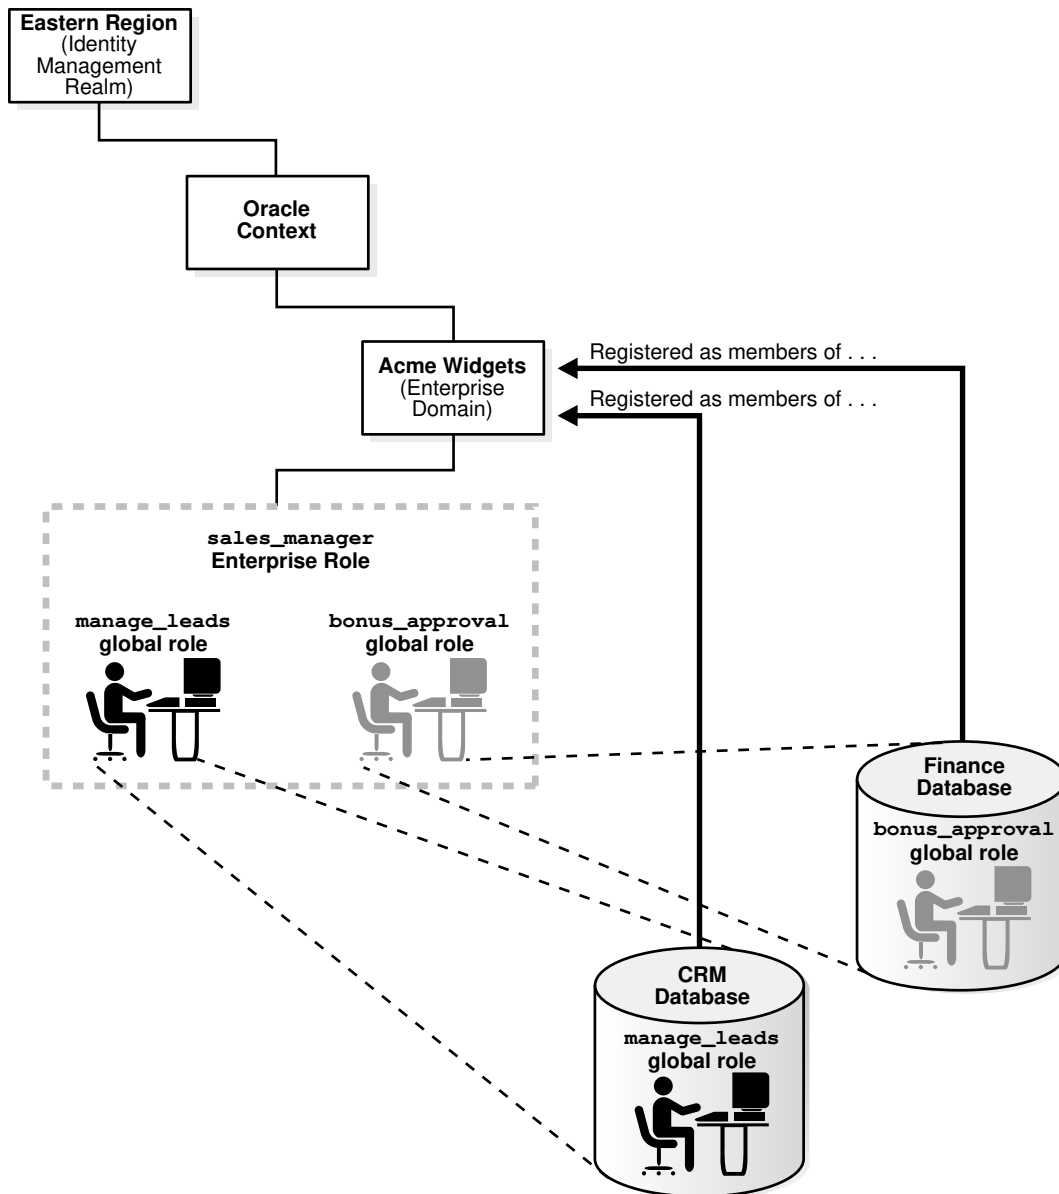 Eastern Region
(Identity
Management
Realm)
Oracle
Context
Acme Widgets
(Enterprise
Domain)
Registered as members of . . .
Registered as members of . . .
sales_manager
Enterprise Role
manage_leads
global role
bonus_approval
global role
Finance
Database
bonus_approval
global role
CRM
Database
manage_leads
global role